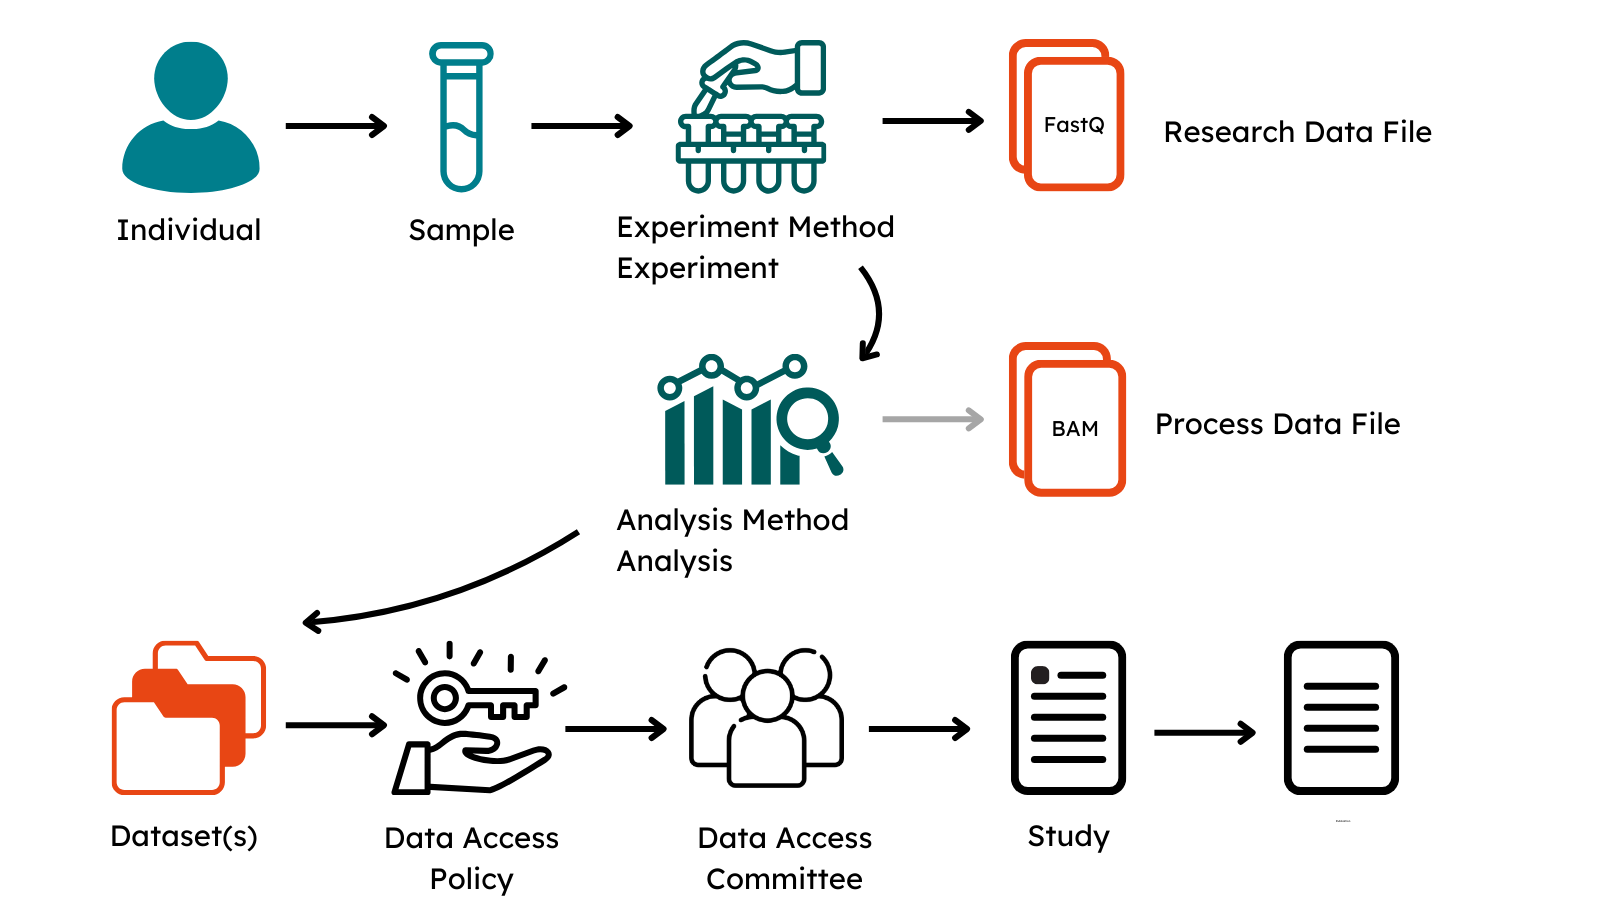 FastQ
Research Data File
Individual
Sample
Experiment Method
Experiment
BAM
Process Data File
Analysis Method
Analysis
Dataset(s)
Data Access
Policy
Data Access
Committee
Study